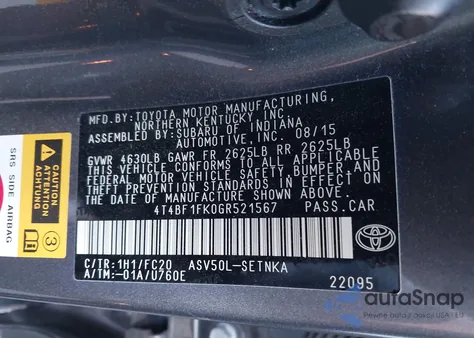 MFD.BY:TOYOTA MOTOR MANUFACTURING,
NORTHERN KENTUCKY, INC.
ASSEMBLED BY: SUBARU OF INDIANA
AUTOMOTIVE, INC. 08/15
GVWR 4630LB GAWR FR 2625LB RR 2625LB
THIS VEHICLE CONFORMS TO ALL APPLICABLE
FEDERAL MOTOR VEHICLE SAFETY, BUMPER,
AND THEFT PREVENTION STANDARDS IN EFFECT
ON THE DATE OF MANUFACTURE SHOWN ABOVE.
4T4BF1FK0GR521567 PASS.CAR
C/TR:1H1/FC20 ASV50L-SETNKA
A/TM:-01A/U760E
22095
TOYOTA
SRS SIDE AIRBAG
CAUTION
ATTENTION
ACHTUNG
3
autoSnap